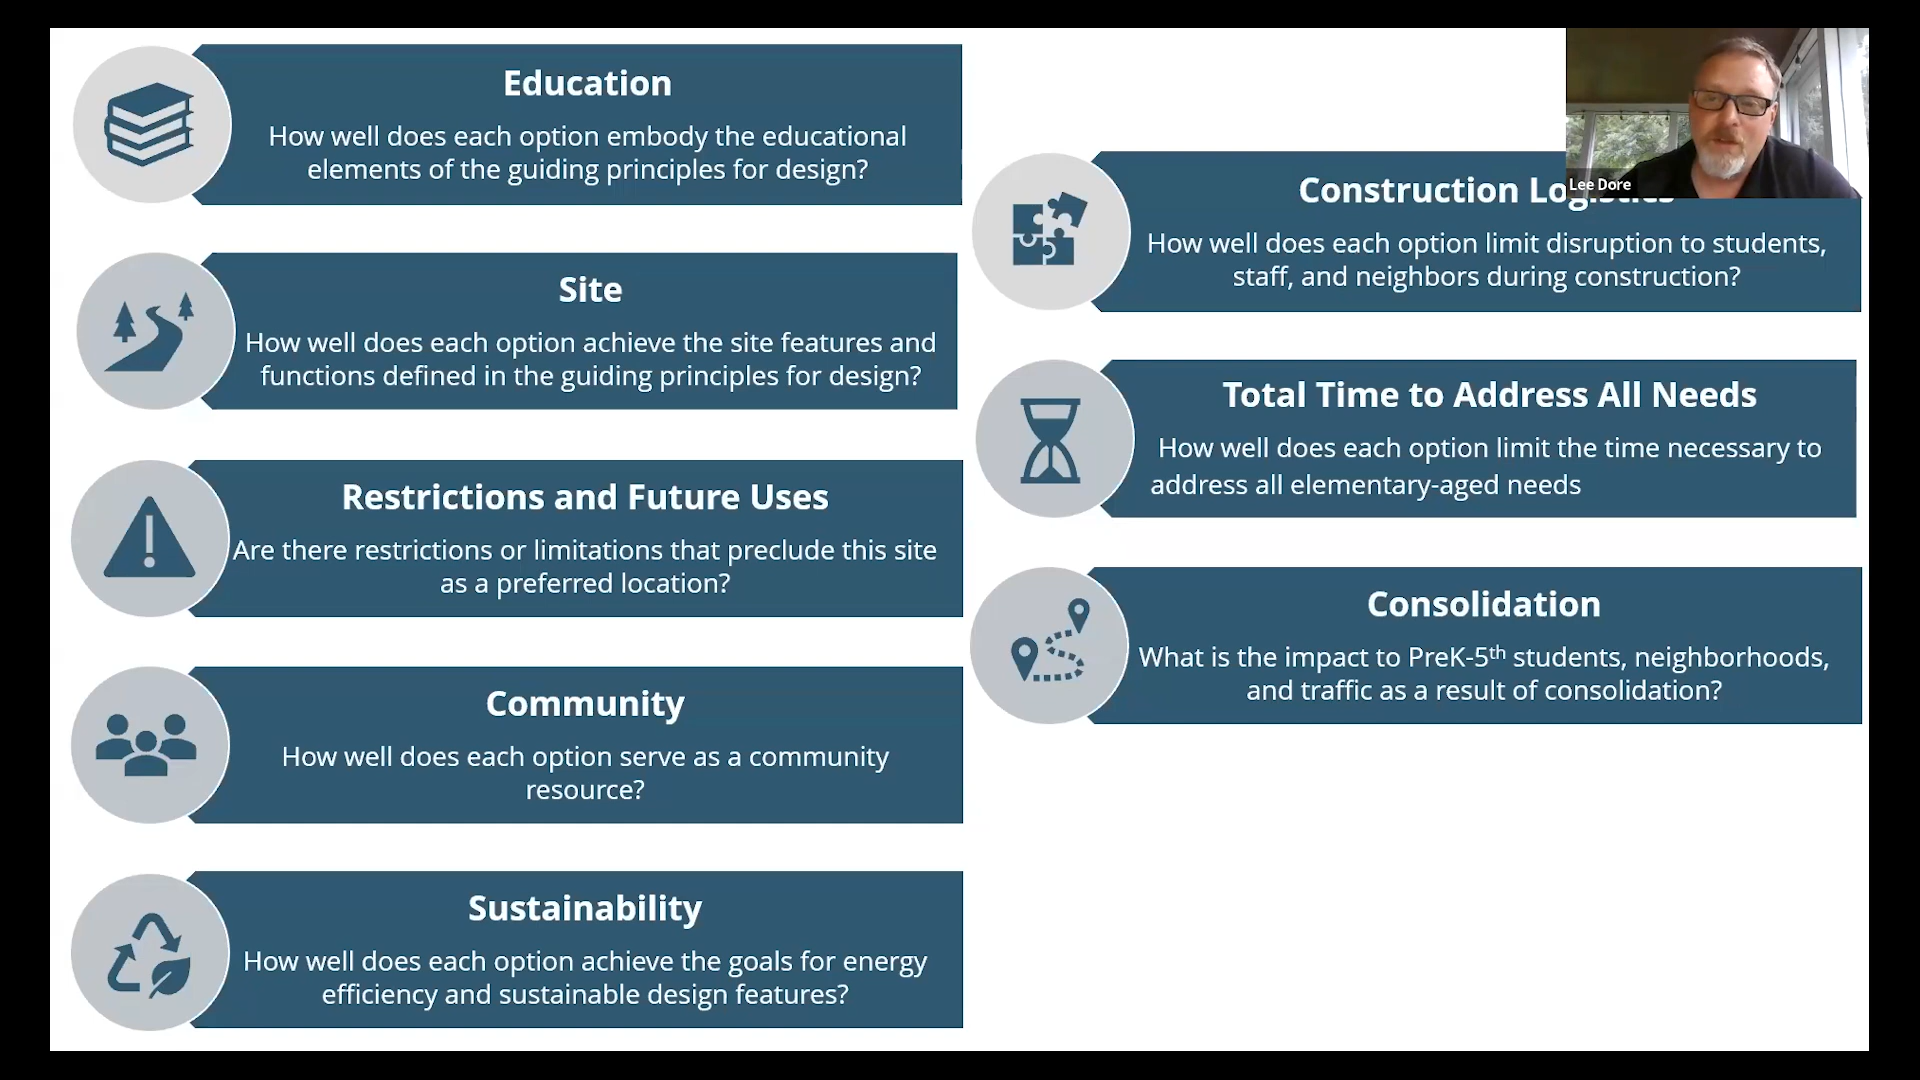 Education
How well does each option embody the educational
elements of the guiding principles for design?
Site
How well does each option achieve the site features and
functions defined in the guiding principles for design?
Restrictions and Future Uses
Are there restrictions or limitations that preclude this site
as a preferred location?
Community
How well does each option serve as a community
resource?
Sustainability
How well does each option achieve the goals for energy
efficiency and sustainable design features?
Lee Dore
Construction Logistics
How well does each option limit disruption to students,
staff, and neighbors during construction?
Total Time to Address All Needs
How well does each option limit the time necessary to
address all elementary-aged needs
Consolidation
What is the impact to PreK-5th students, neighborhoods,
and traffic as a result of consolidation?